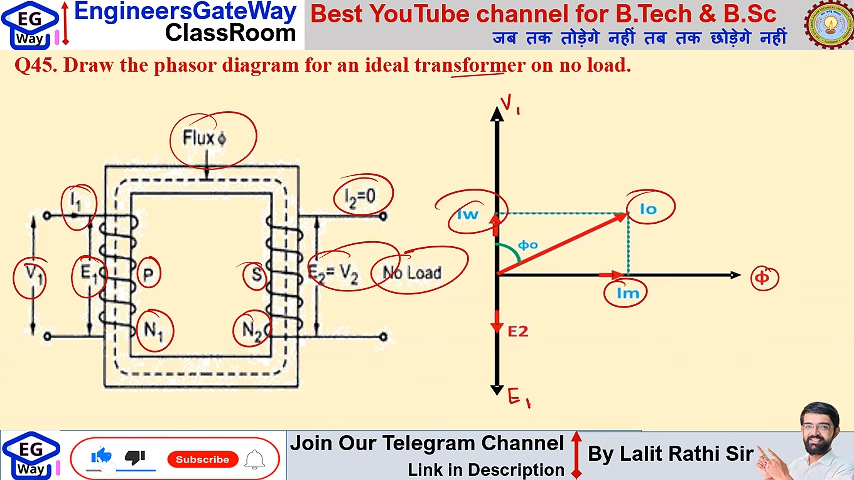 EG
Way
EngineersGateWay
ClassRoom
Best YouTube channel for B.Tech & B.Sc
जब तक तोड़ेगे नहीं तब तक छोड़ेगे नहीं
Q45. Draw the phasor diagram for an ideal transformer on no load.
Flux ϕ
I₁
I₂=0
V₁
E₁
P
S
E₂= V₂
No Load
N₁
N₂
V₁
Iw
Io
ϕo
Im
Φ
E2
E₁
EG
Way
Subscribe
Join Our Telegram Channel
Link in Description
By Lalit Rathi Sir